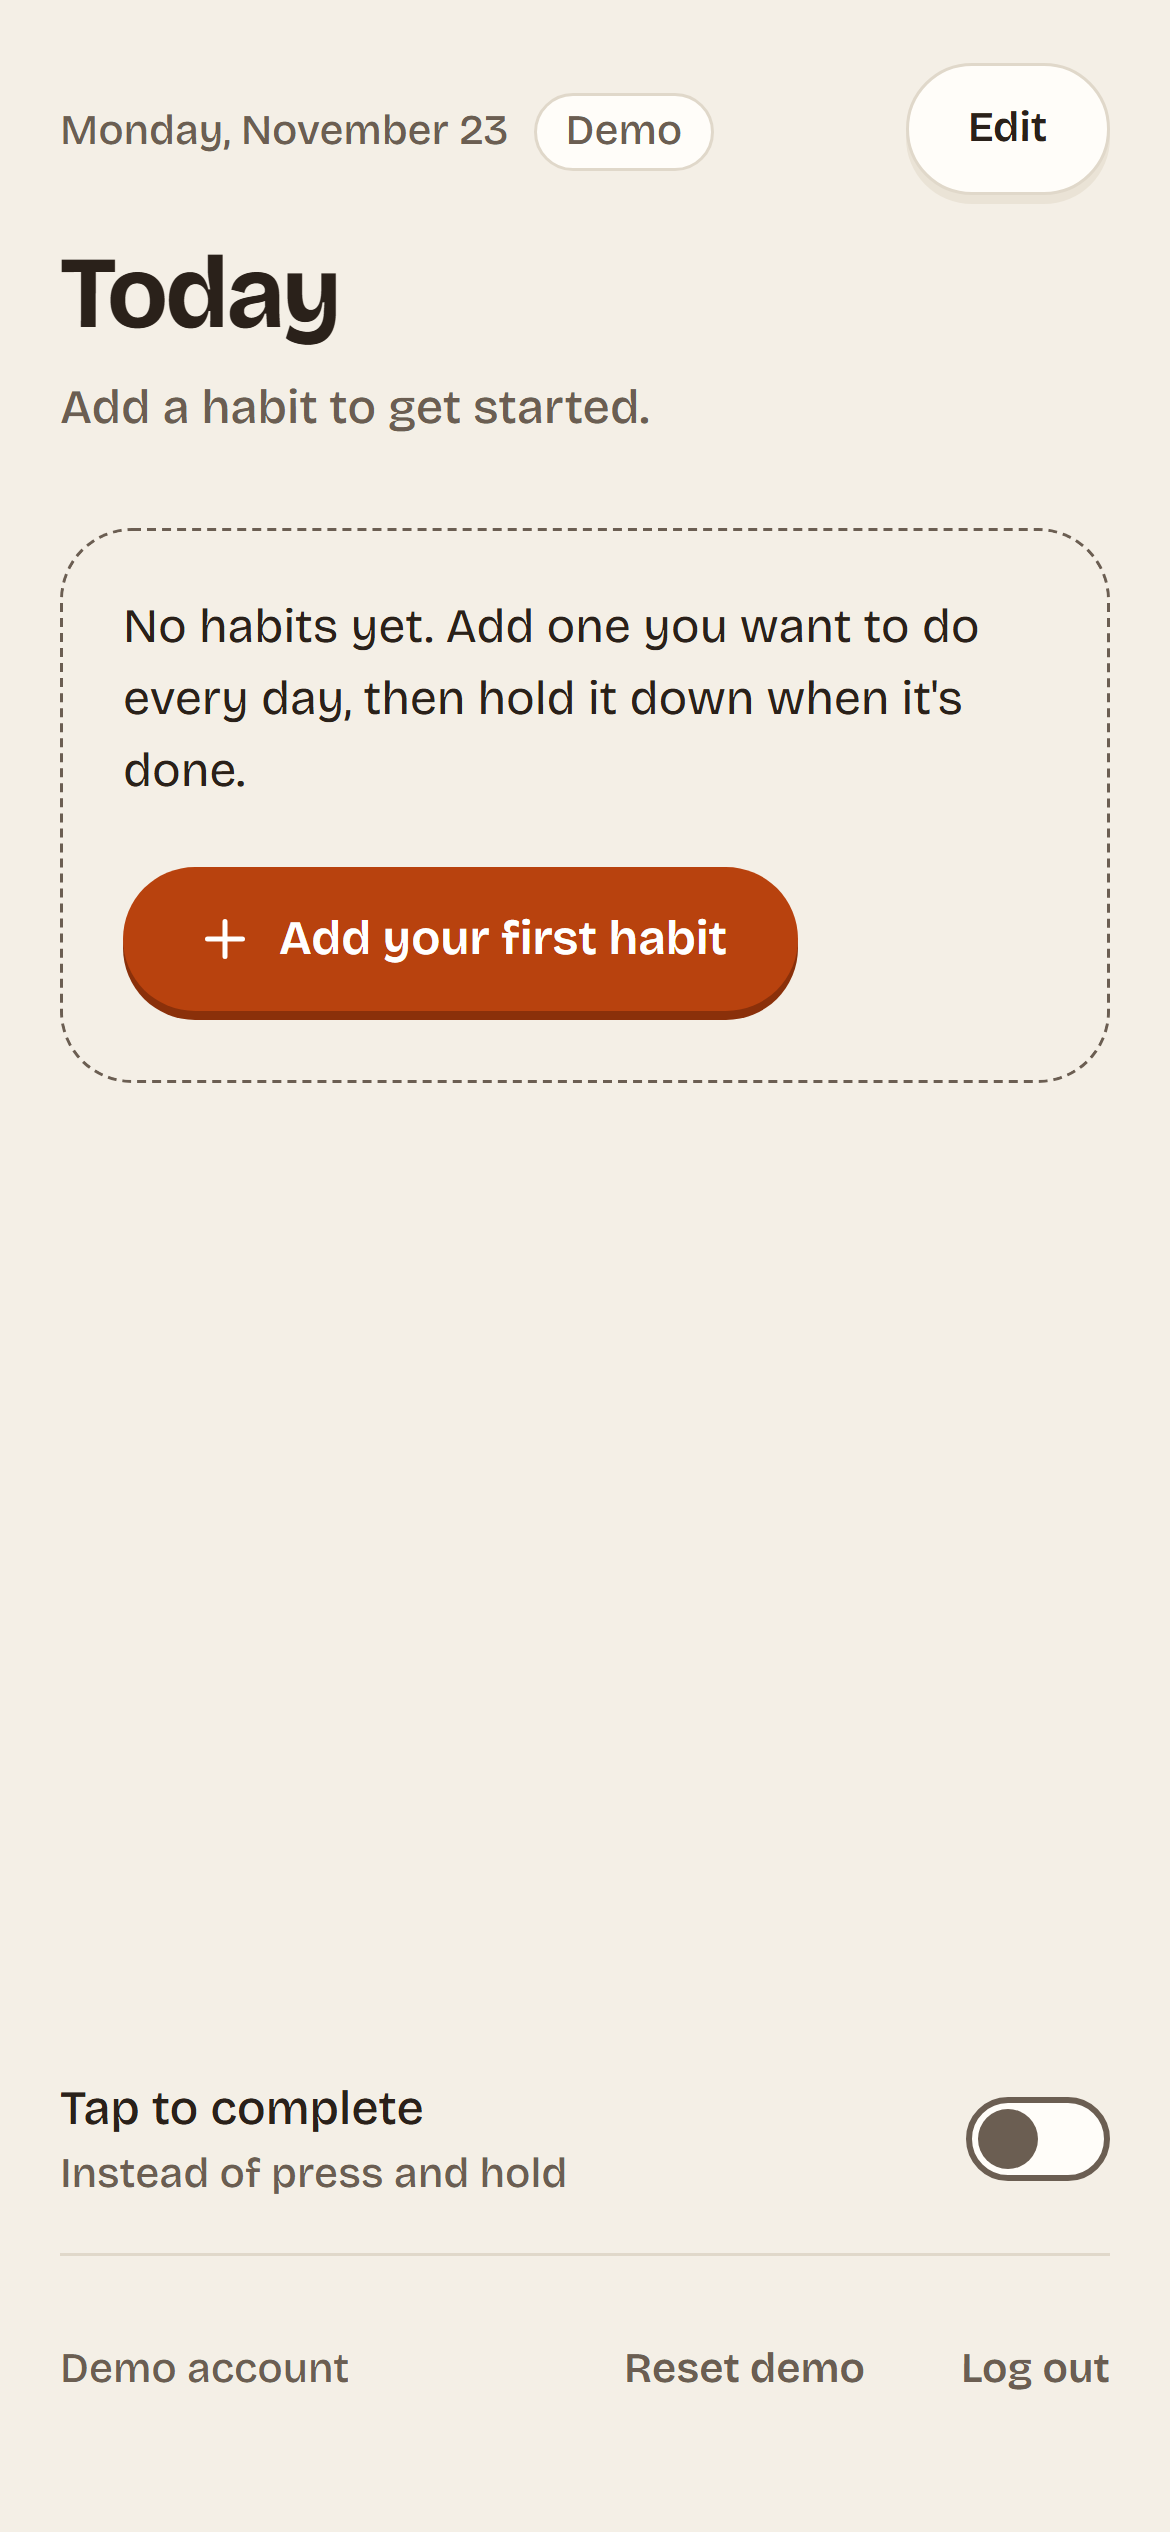 Monday, November 23
Demo
Edit
Today
Add a habit to get started.
No habits yet. Add one you want to do
every day, then hold it down when it's
done.
Add your first habit
Tap to complete
Instead of press and hold
Demo account
Reset demo
Log out